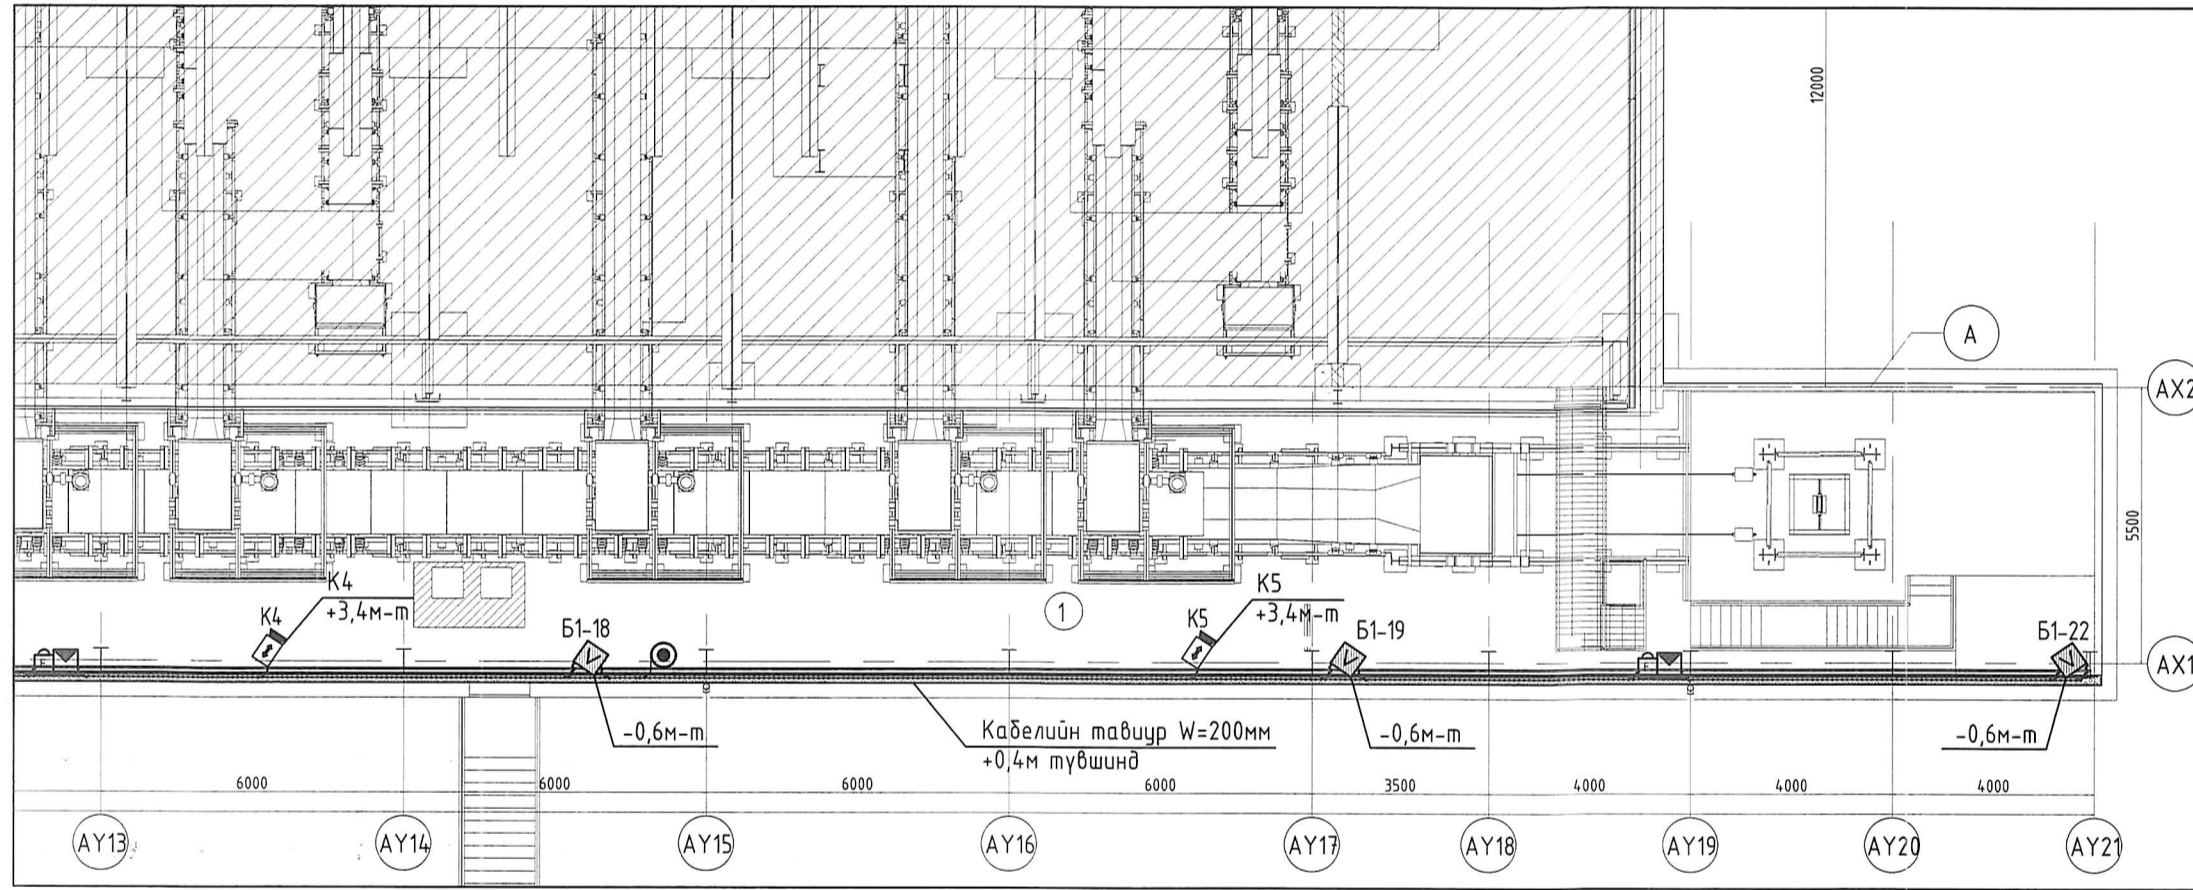 12000
A
AX2
5500
K4
K4
+3,4м-т
Б1-18
1
K5
K5
+3,4м-т
Б1-19
Б1-22
AX1
-0,6м-т
Кабелийн тавиур W=200мм
+0,4м түвшинд
-0,6м-т
-0,6м-т
6000
6000
6000
6000
3500
4000
4000
4000
AY13
AY14
AY15
AY16
AY17
AY18
AY19
AY20
AY21